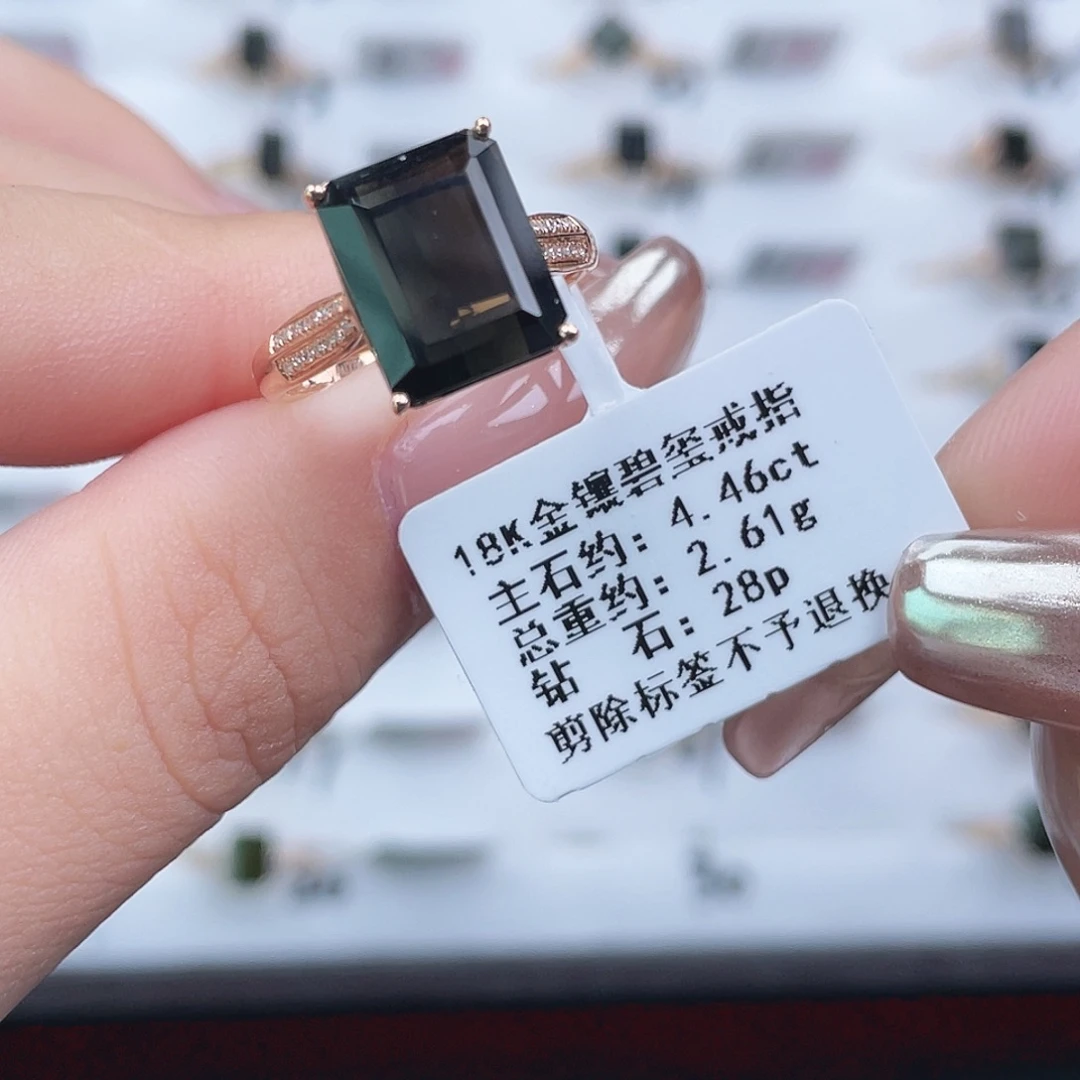 18K金镶碧玺戒指
主石约: 4.46ct
总重约: 2.61g
钻 石: 28p
剪除标签不予退换